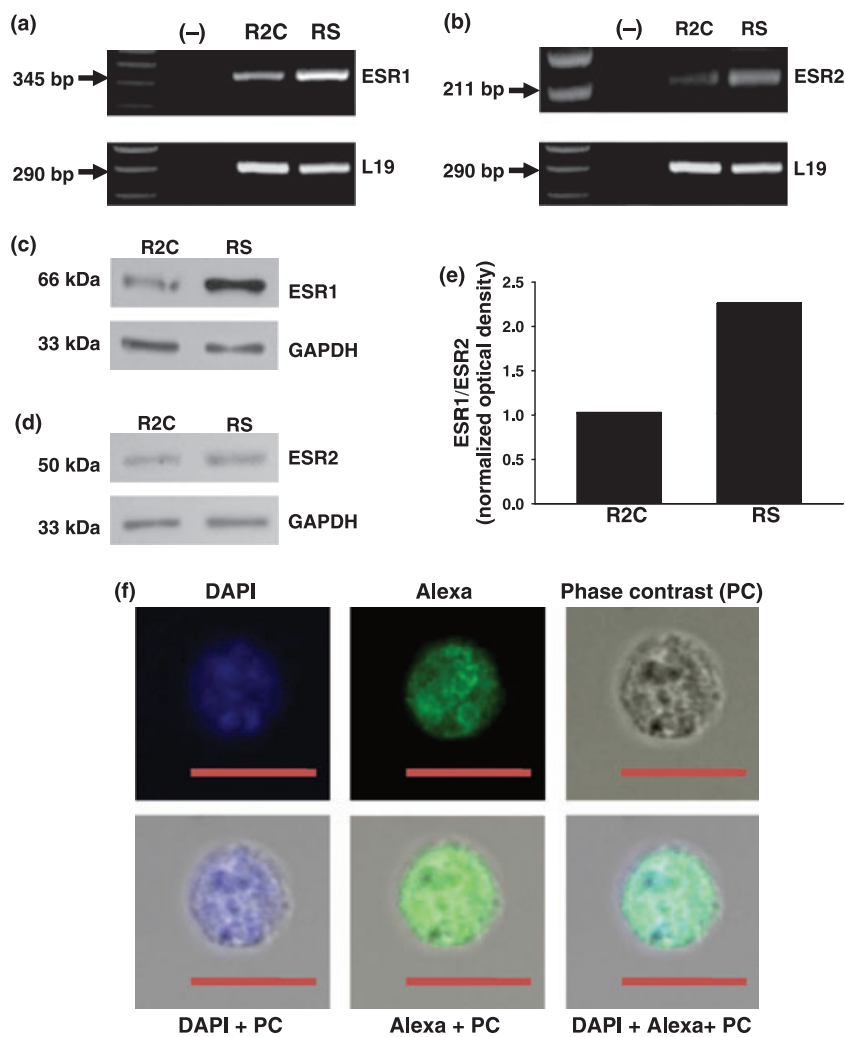 (a)
(–) R2C RS
345 bp ESR1
290 bp L19
(b)
(–) R2C RS
211 bp ESR2
290 bp L19
(c)
R2C RS
66 kDa ESR1
33 kDa GAPDH
(d)
R2C RS
50 kDa ESR2
33 kDa GAPDH
(e)
ESR1/ESR2
(normalized optical density)
2.5
2.0
1.5
1.0
0.5
0.0
R2C RS
(f)
DAPI Alexa Phase contrast (PC)
DAPI + PC Alexa + PC DAPI + Alexa+ PC